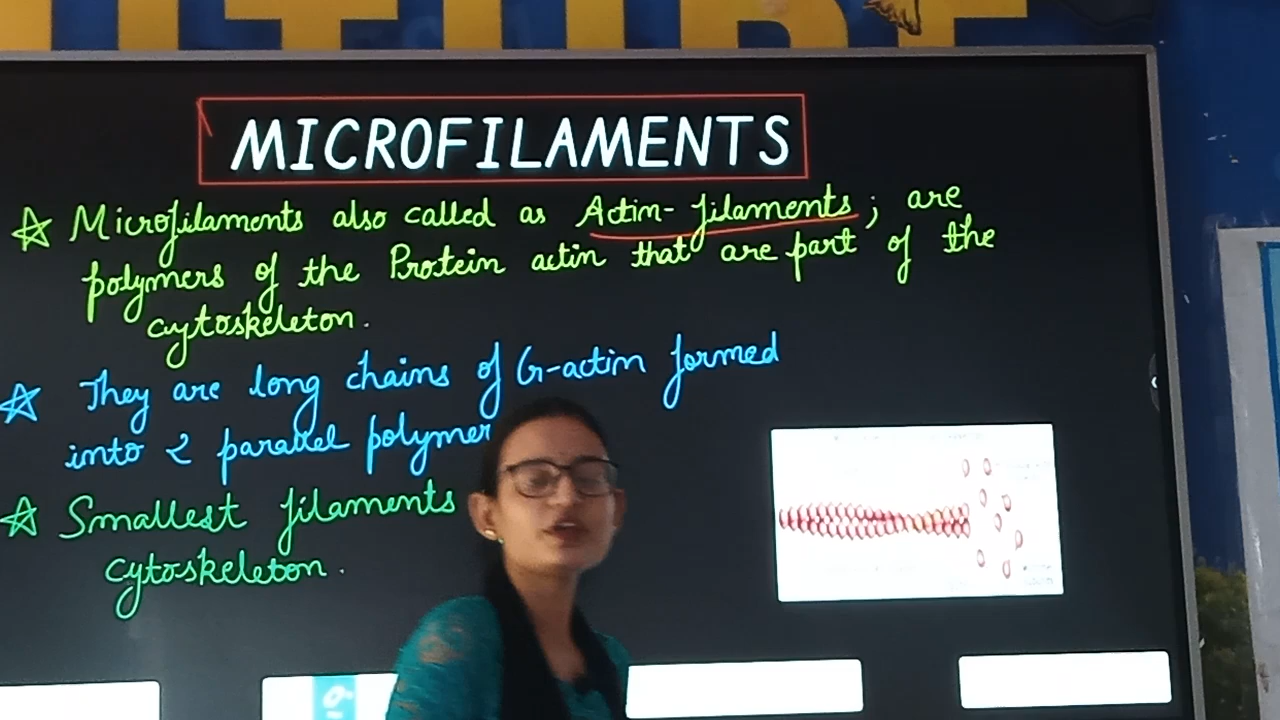 MICROFILAMENTS
☆ Microfilaments also called as Actin-filaments; are
polymers of the Protein actin that are part of the
cytoskeleton.
☆ They are long chains of G-actin formed
into 2 parallel polymer
☆ Smallest filaments
cytoskeleton.